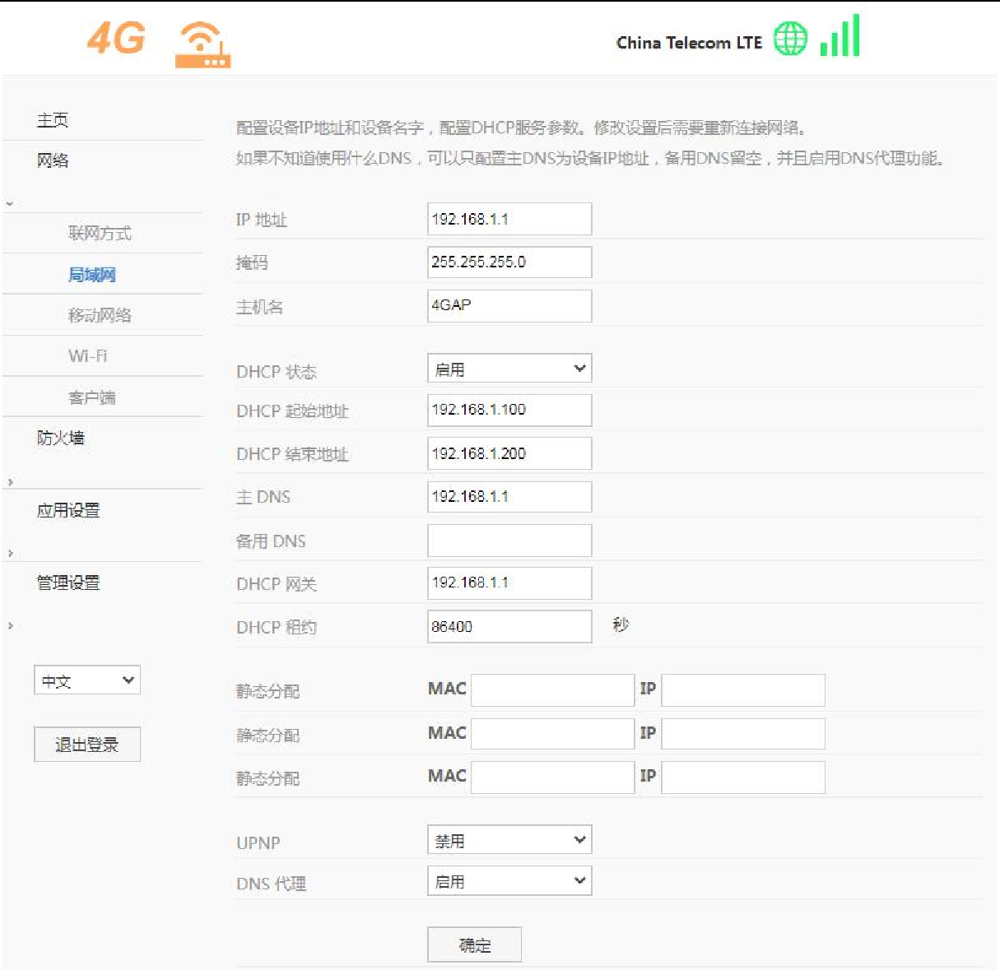 4G
China Telecom LTE
主页
网络
联网方式
局域网
移动网络
Wi-Fi
客户端
防火墙
应用设置
管理设置
中文
退出登录
配置设备IP地址和设备名字，配置DHCP服务参数。修改设置后需要重新连接网络。
如果不知道使用什么DNS，可以只配置主DNS为设备IP地址，备用DNS留空，并且启用DNS代理功能。
IP 地址 192.168.1.1
掩码 255.255.255.0
主机名 4GAP
DHCP 状态 启用
DHCP 起始地址 192.168.1.100
DHCP 结束地址 192.168.1.200
主 DNS 192.168.1.1
备用 DNS
DHCP 网关 192.168.1.1
DHCP 租约 86400 秒
静态分配 MAC IP
静态分配 MAC IP
静态分配 MAC IP
UPNP 禁用
DNS 代理 启用
确定